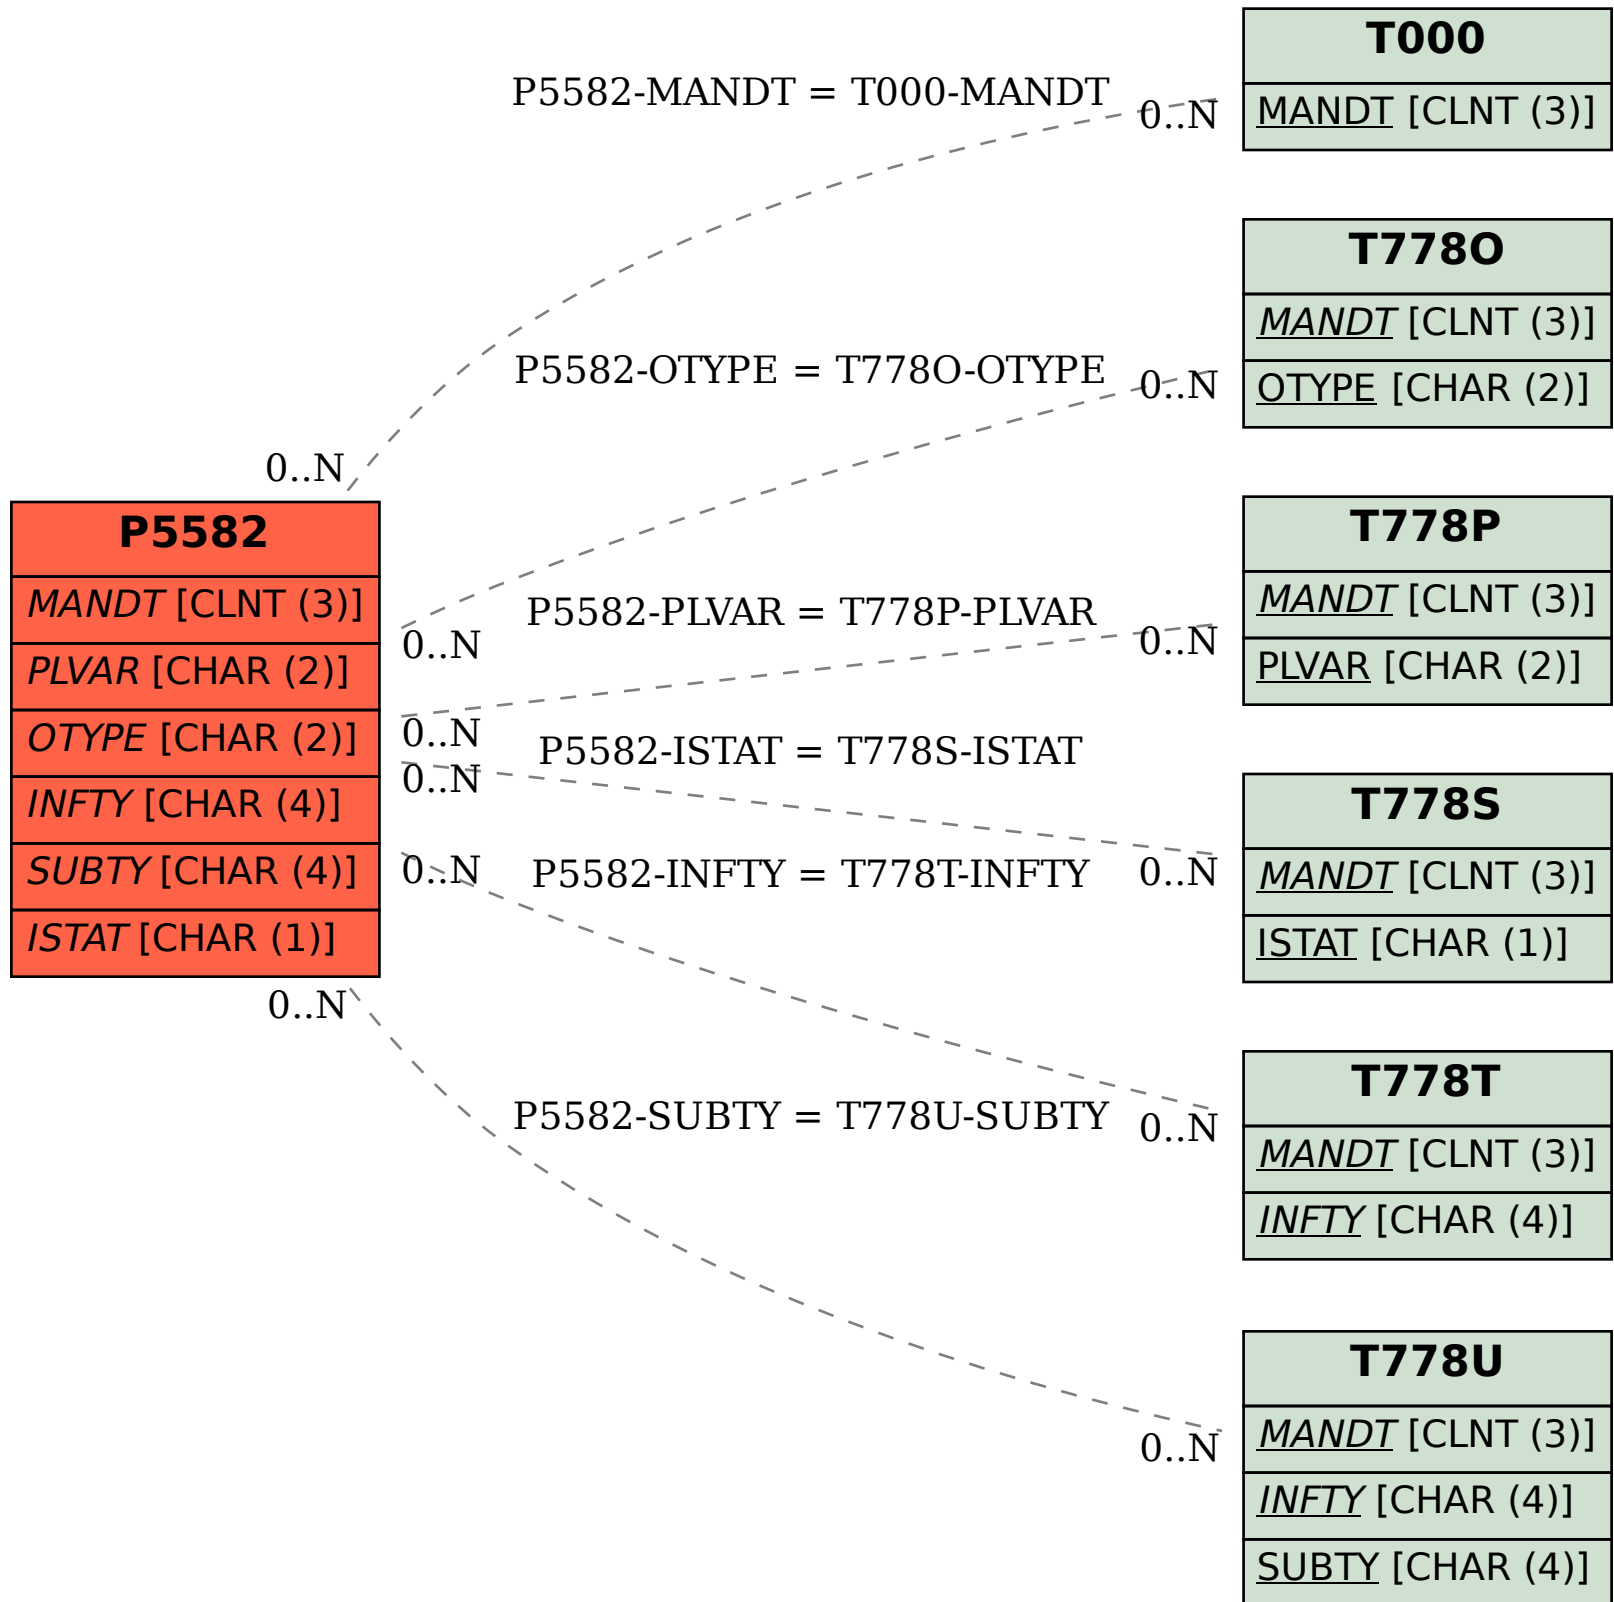 T000
MANDT [CLNT (3)]
P5582-MANDT = T000-MANDT
0..N
0..N
T778O
MANDT [CLNT (3)]
OTYPE [CHAR (2)]
P5582-OTYPE = T778O-OTYPE
0..N
0..N
P5582
MANDT [CLNT (3)]
PLVAR [CHAR (2)]
OTYPE [CHAR (2)]
INFTY [CHAR (4)]
SUBTY [CHAR (4)]
ISTAT [CHAR (1)]
T778P
MANDT [CLNT (3)]
PLVAR [CHAR (2)]
P5582-PLVAR = T778P-PLVAR
0..N
0..N
P5582-ISTAT = T778S-ISTAT
0..N
0..N
T778S
MANDT [CLNT (3)]
ISTAT [CHAR (1)]
P5582-INFTY = T778T-INFTY
0..N
0..N
T778T
MANDT [CLNT (3)]
INFTY [CHAR (4)]
P5582-SUBTY = T778U-SUBTY
0..N
0..N
T778U
MANDT [CLNT (3)]
INFTY [CHAR (4)]
SUBTY [CHAR (4)]